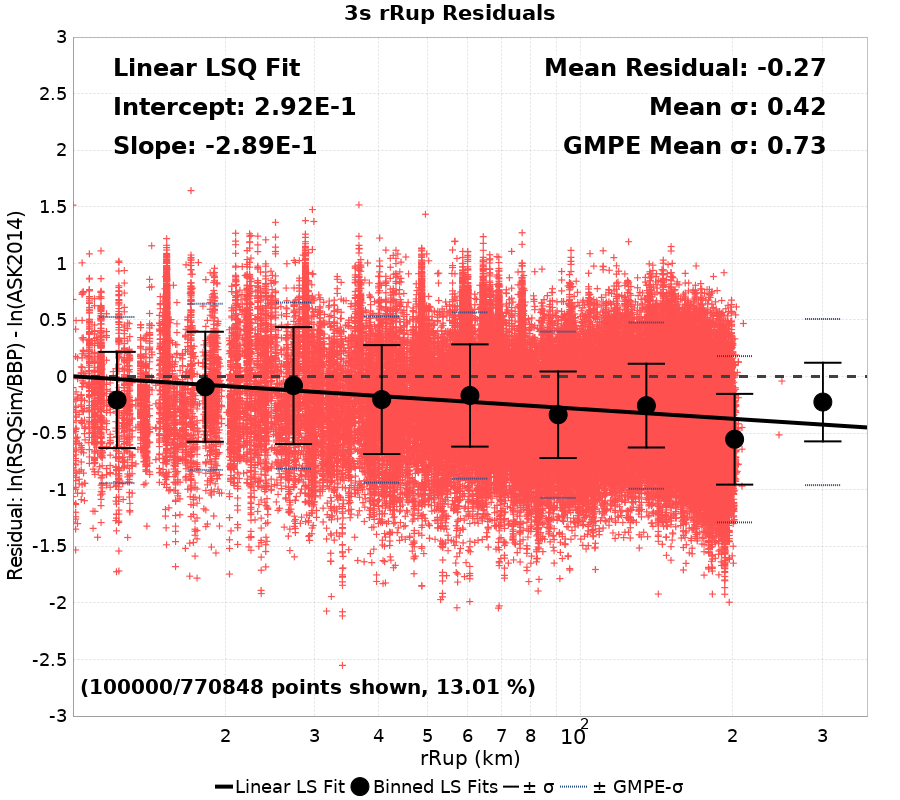 3s rRup Residuals
Linear LSQ Fit
Intercept: 2.92E-1
Slope: -2.89E-1
Mean Residual: -0.27
Mean σ: 0.42
GMPE Mean σ: 0.73
Residual: ln(RSQSim/BBP) - ln(ASK2014)
3
2.5
2
1.5
1
0.5
0
-0.5
-1
-1.5
-2
-2.5
-3
(100000/770848 points shown, 13.01 %)
2 3 4 5 6 7 8 10² 2 3
rRup (km)
Linear LS Fit Binned LS Fits ± σ ± GMPE-σ